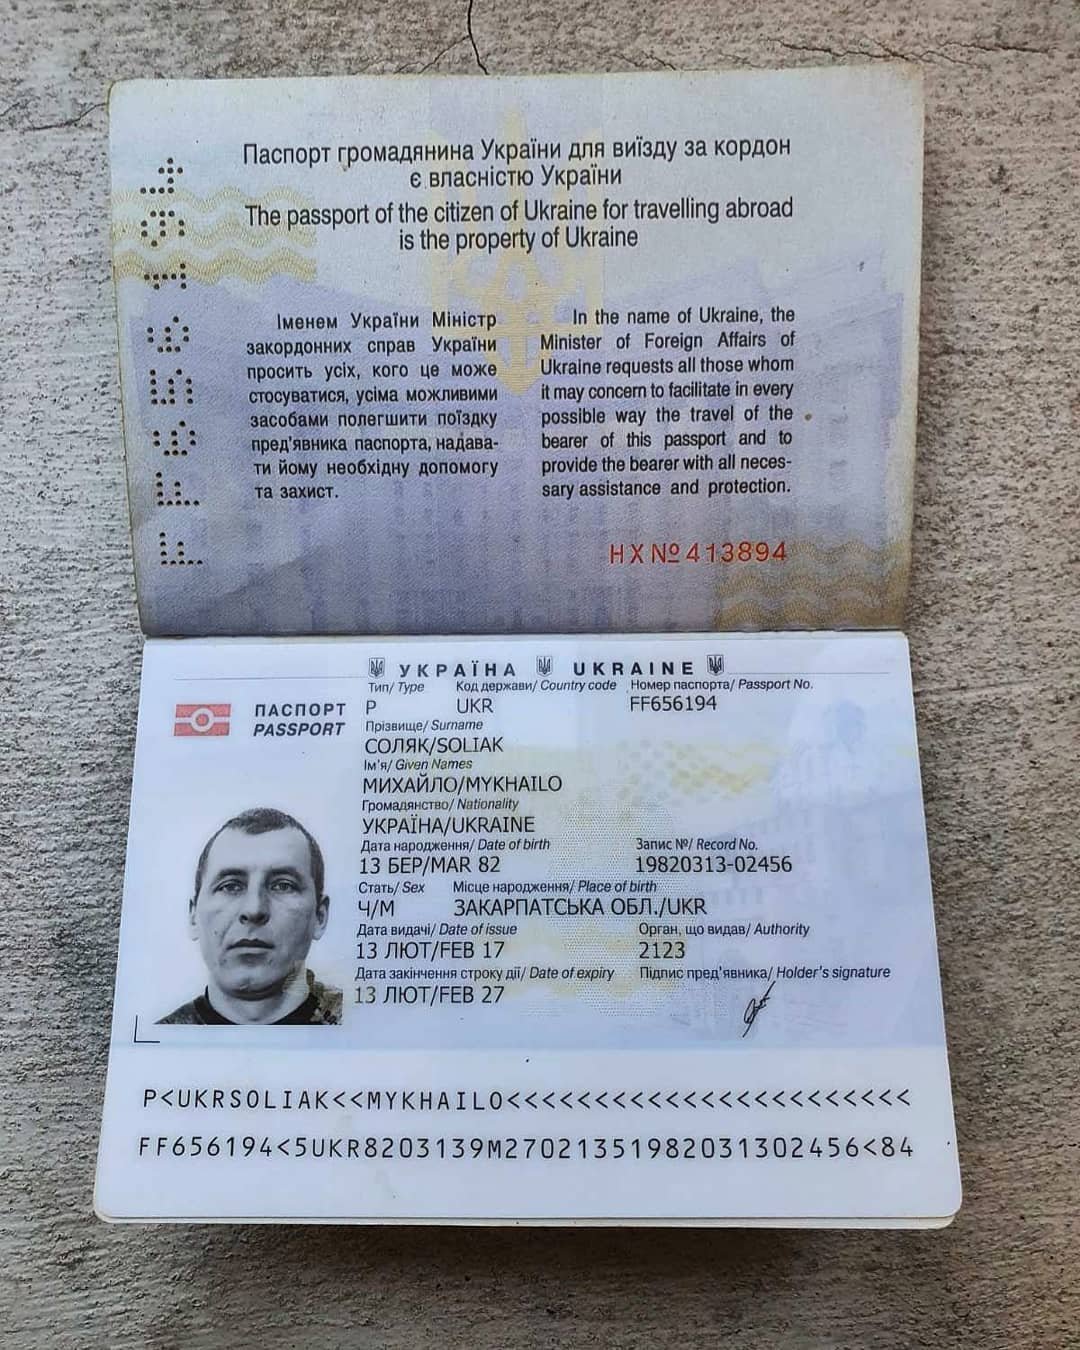 FF656194
Паспорт громадянина України для виїзду за кордон
є власністю України
The passport of the citizen of Ukraine for travelling abroad
is the property of Ukraine
Іменем України Міністр
закордонних справ України
просить усіх, кого це може
стосуватися, усіма можливими
засобами полегшити поїздку
пред'явника паспорта, надава-
ти йому необхідну допомогу
та захист.
In the name of Ukraine, the
Minister of Foreign Affairs of
Ukraine requests all those whom
it may concern to facilitate in every
possible way the travel of the
bearer of this passport and to
provide the bearer with all neces-
sary assistance and protection.
НХ№413894
УКРАЇНА UKRAINE
ПАСПОРТ
PASSPORT
Тип/ Type Код держави/ Country code Номер паспорта/ Passport No.
P UKR FF656194
Прізвище/ Surname
СОЛЯК/SOLIAK
Ім'я/ Given Names
МИХАЙЛО/MYKHAILO
Громадянство/ Nationality
УКРАЇНА/UKRAINE
Дата народження/ Date of birth Запис №/ Record No.
13 БЕР/MAR 82 19820313-02456
Стать/ Sex Місце народження/ Place of birth
Ч/M ЗАКАРПАТСЬКА ОБЛ./UKR
Дата видачі/ Date of issue Орган, що видав/ Authority
13 ЛЮТ/FEB 17 2123
Дата закінчення строку дії/ Date of expiry Підпис пред'явника/ Holder's signature
13 ЛЮТ/FEB 27
P<UKRSOLIAK<<MYKHAILO<<<<<<<<<<<<<<<<<<<<<<<
FF656194<5UKR8203139M2702135198203​1302456<84